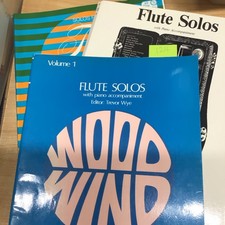 Flute Solos
with Piano Accompaniment
Volume 1
FLUTE SOLOS
with piano accompaniment
Editor: Trevor Wye
WOOD
WIND